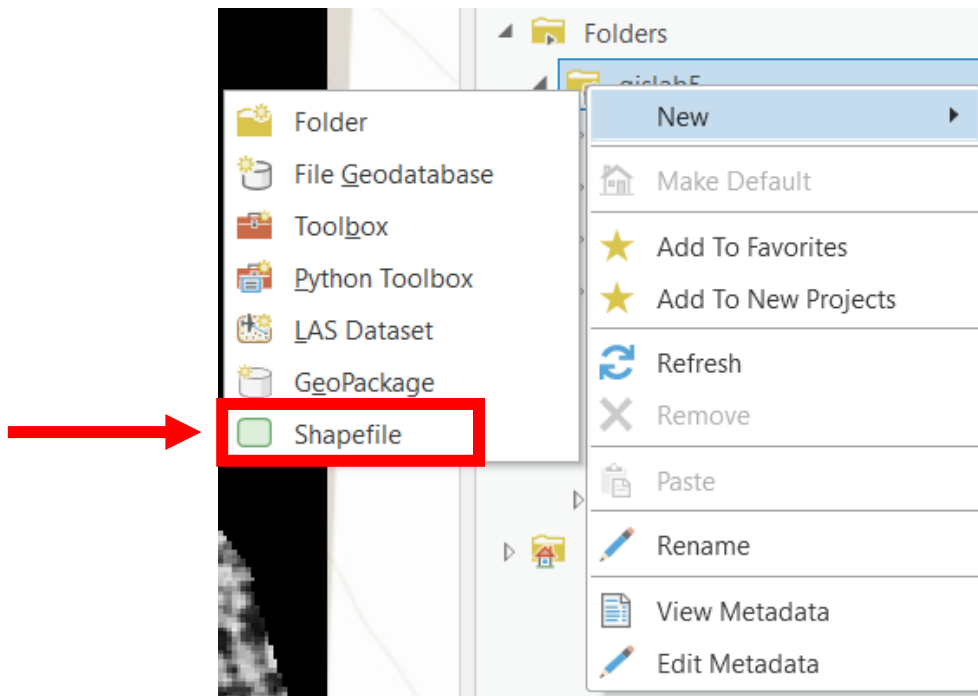 Folders
gislab5
Folder
File Geodatabase
Toolbox
Python Toolbox
LAS Dataset
GeoPackage
Shapefile
New
Make Default
Add To Favorites
Add To New Projects
Refresh
Remove
Paste
Rename
View Metadata
Edit Metadata